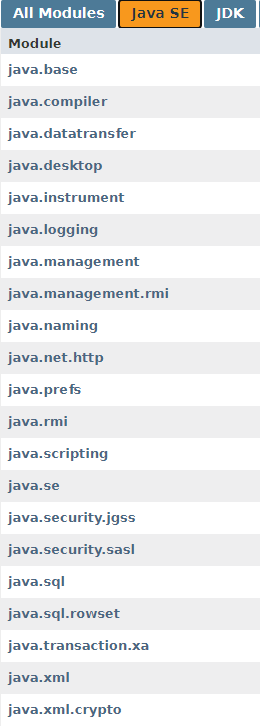 All Modules Java SE JDK
Module
java.base
java.compiler
java.datatransfer
java.desktop
java.instrument
java.logging
java.management
java.management.rmi
java.naming
java.net.http
java.prefs
java.rmi
java.scripting
java.se
java.security.jgss
java.security.sasl
java.sql
java.sql.rowset
java.transaction.xa
java.xml
java.xml.crypto